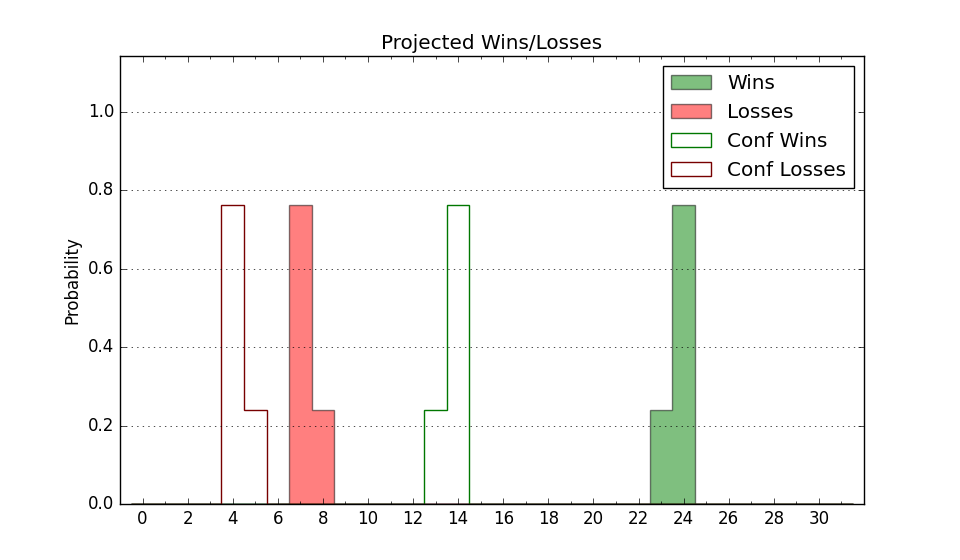 Projected Wins/Losses
Wins
Losses
Conf Wins
Conf Losses
Probability
1.0
0.8
0.6
0.4
0.2
0.0
0 2 4 6 8 10 12 14 16 18 20 22 24 26 28 30